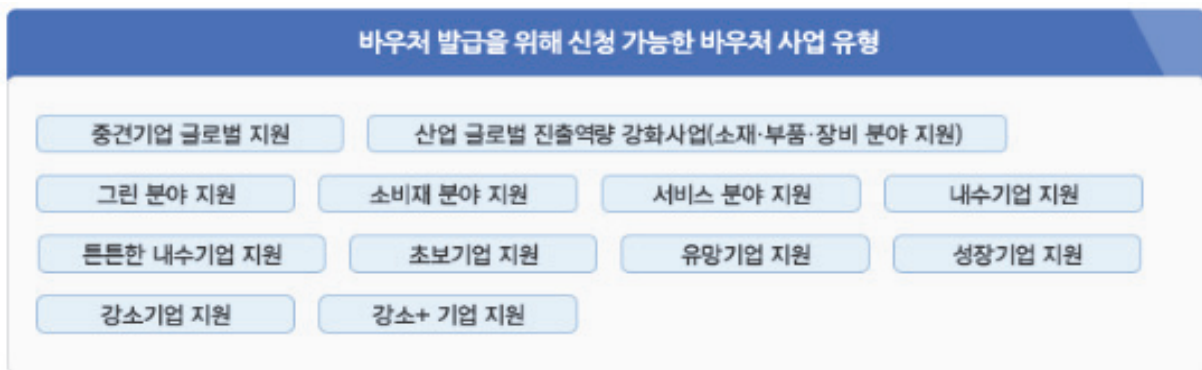 바우처 발급을 위해 신청 가능한 바우처 사업 유형
중견기업 글로벌 지원
산업 글로벌 진출역량 강화사업(소재·부품·장비 분야 지원)
그린 분야 지원
소비재 분야 지원
서비스 분야 지원
내수기업 지원
튼튼한 내수기업 지원
초보기업 지원
유망기업 지원
성장기업 지원
강소기업 지원
강소+ 기업 지원